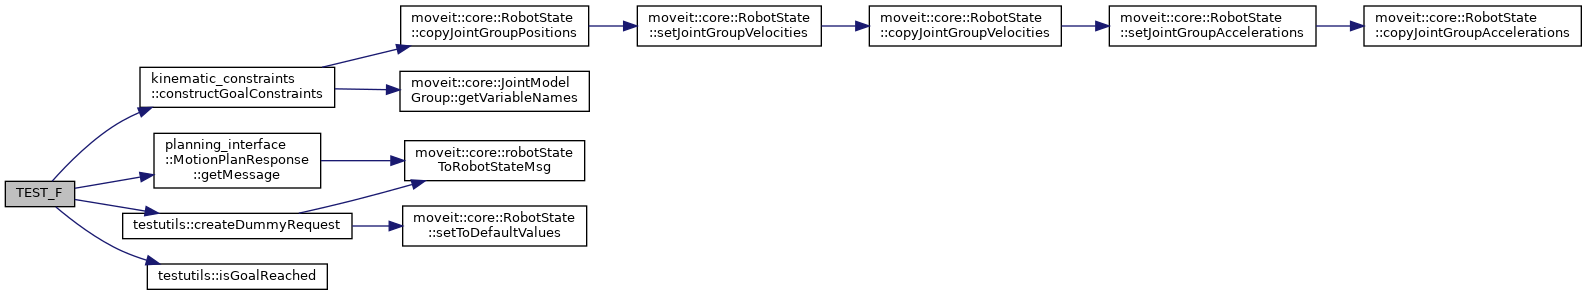 moveit::core::RobotState
::copyJointGroupPositions
moveit::core::RobotState
::setJointGroupVelocities
moveit::core::RobotState
::copyJointGroupVelocities
moveit::core::RobotState
::setJointGroupAccelerations
moveit::core::RobotState
::copyJointGroupAccelerations
kinematic_constraints
::constructGoalConstraints
moveit::core::JointModel
Group::getVariableNames
planning_interface
::MotionPlanResponse
::getMessage
moveit::core::robotState
ToRobotStateMsg
TEST_F
testutils::createDummyRequest
moveit::core::RobotState
::setToDefaultValues
testutils::isGoalReached